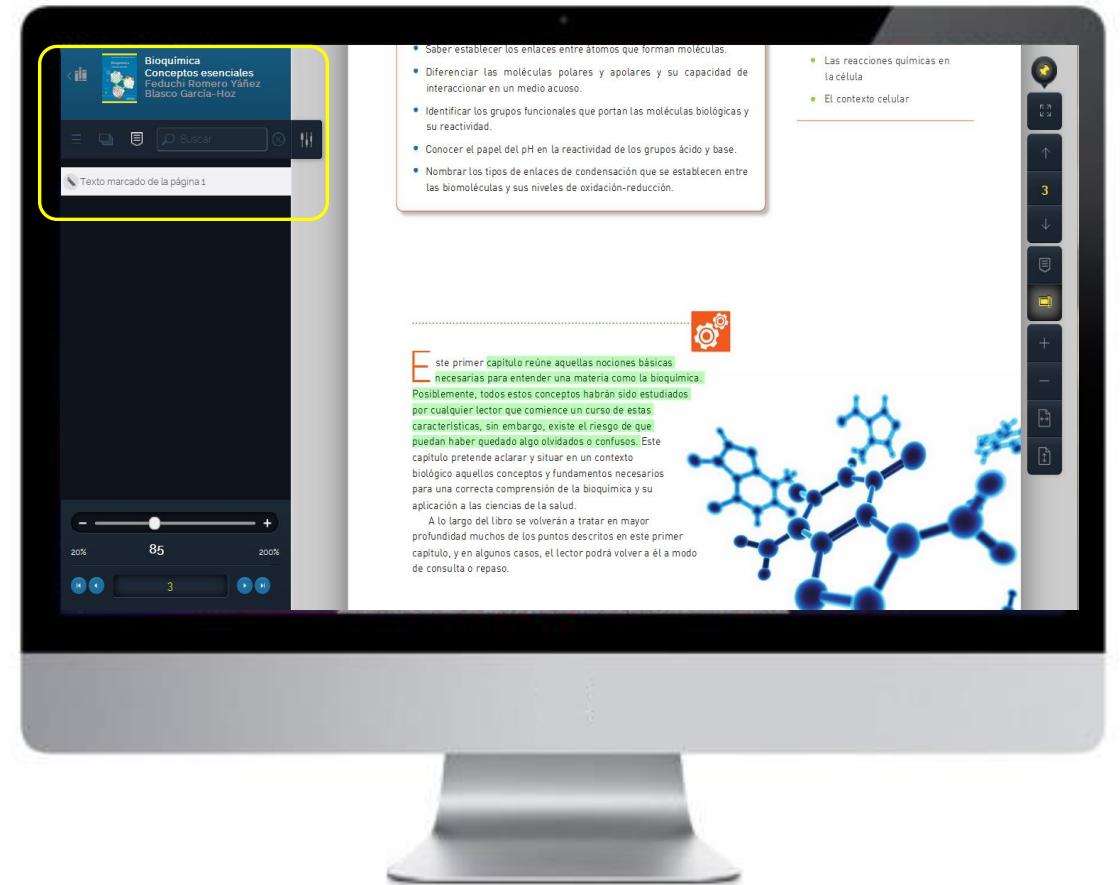 Bioquímica
Conceptos esenciales
Feduchi Romero Yáñez
Blasco García-Hoz
Buscar
Texto marcado de la página 1
20%
85
200%
3
Saber establecer los enlaces entre átomos que forman moléculas.
Diferenciar las moléculas polares y apolares y su capacidad de
interaccionar en un medio acuoso.
Identificar los grupos funcionales que portan las moléculas biológicas y
su reactividad.
Conocer el papel del pH en la reactividad de los grupos ácido y base.
Nombrar los tipos de enlaces de condensación que se establecen entre
las biomoléculas y sus niveles de oxidación-reducción.
Las reacciones químicas en
la célula
El contexto celular
Este primer capítulo reúne aquellas nociones básicas
necesarias para entender una materia como la bioquímica.
Posiblemente, todos estos conceptos habrán sido estudiados
por cualquier lector que comience un curso de estas
características, sin embargo, existe el riesgo de que
puedan haber quedado algo olvidados o confusos. Este
capítulo pretende aclarar y situar en un contexto
biológico aquellos conceptos y fundamentos necesarios
para una correcta comprensión de la bioquímica y su
aplicación a las ciencias de la salud.
A lo largo del libro se volverán a tratar en mayor
profundidad muchos de los puntos descritos en este primer
capítulo, y en algunos casos, el lector podrá volver a él a modo
de consulta o repaso.
3